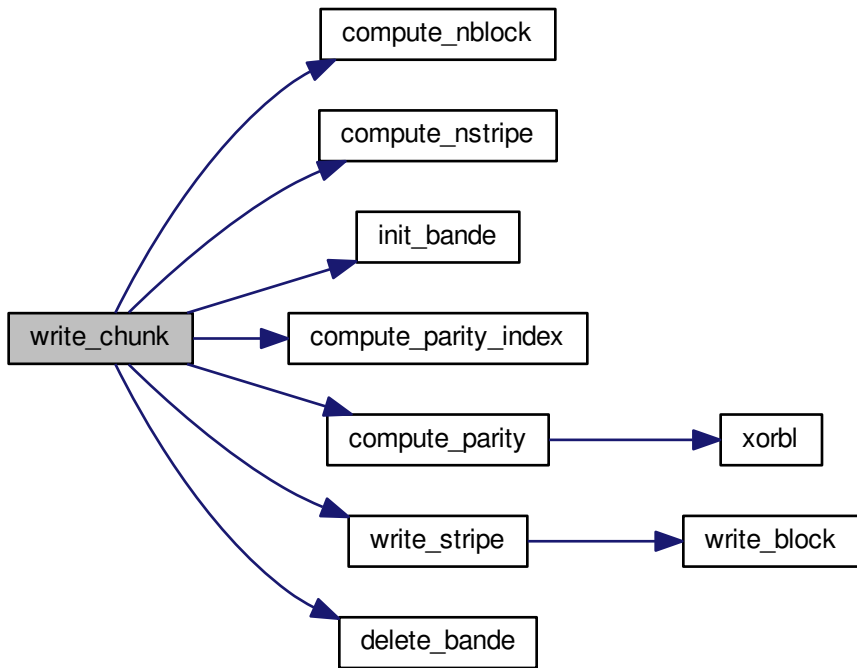 compute_nblock
compute_nstripe
init_bande
write_chunk
compute_parity_index
compute_parity
xorbl
write_stripe
write_block
delete_bande